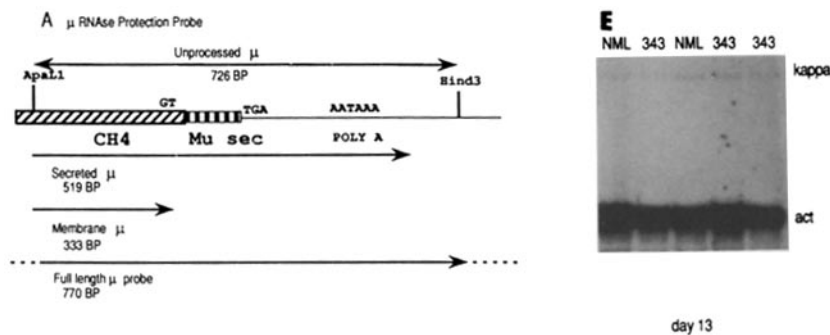 A μ RNAse Protection Probe
Unprocessed μ
726 BP
ApaL1
Hind3
GT
TGA
AATAAA
CH4
Mu sec
POLY A
Secreted μ
519 BP
Membrane μ
333 BP
Full length μ probe
770 BP
E
NML 343 NML 343 343
kappa
act
day 13